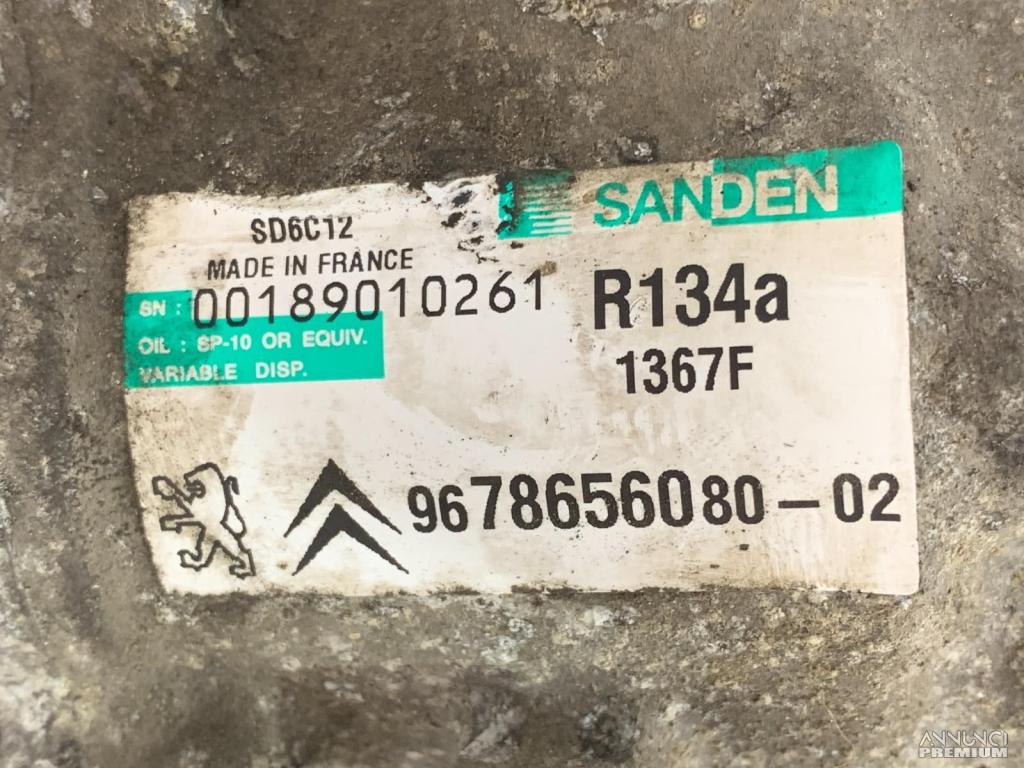 SANDEN
SD6C12
MADE IN FRANCE
SN : 00189010261
R134a
OIL : SP-10 OR EQUIV.
VARIABLE DISP.
1367F
9678656080-02
ANNUNCI
PREMIUM